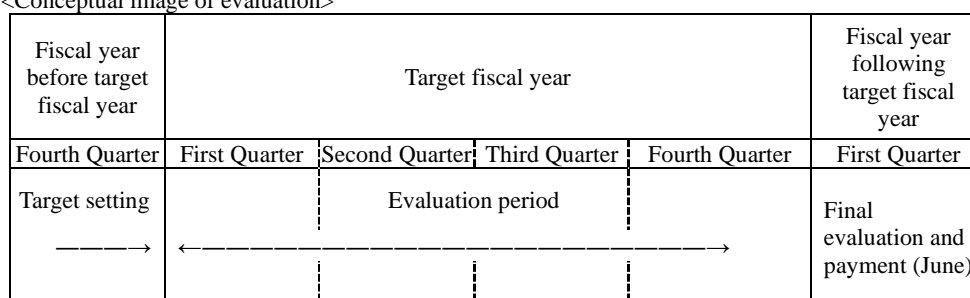 <Conceptual image of evaluation>
Fiscal year
before target
fiscal year
Target fiscal year
Fiscal year
following
target fiscal
year
Fourth Quarter
First Quarter
Second Quarter
Third Quarter
Fourth Quarter
First Quarter
Target setting
Evaluation period
Final
evaluation and
payment (June)